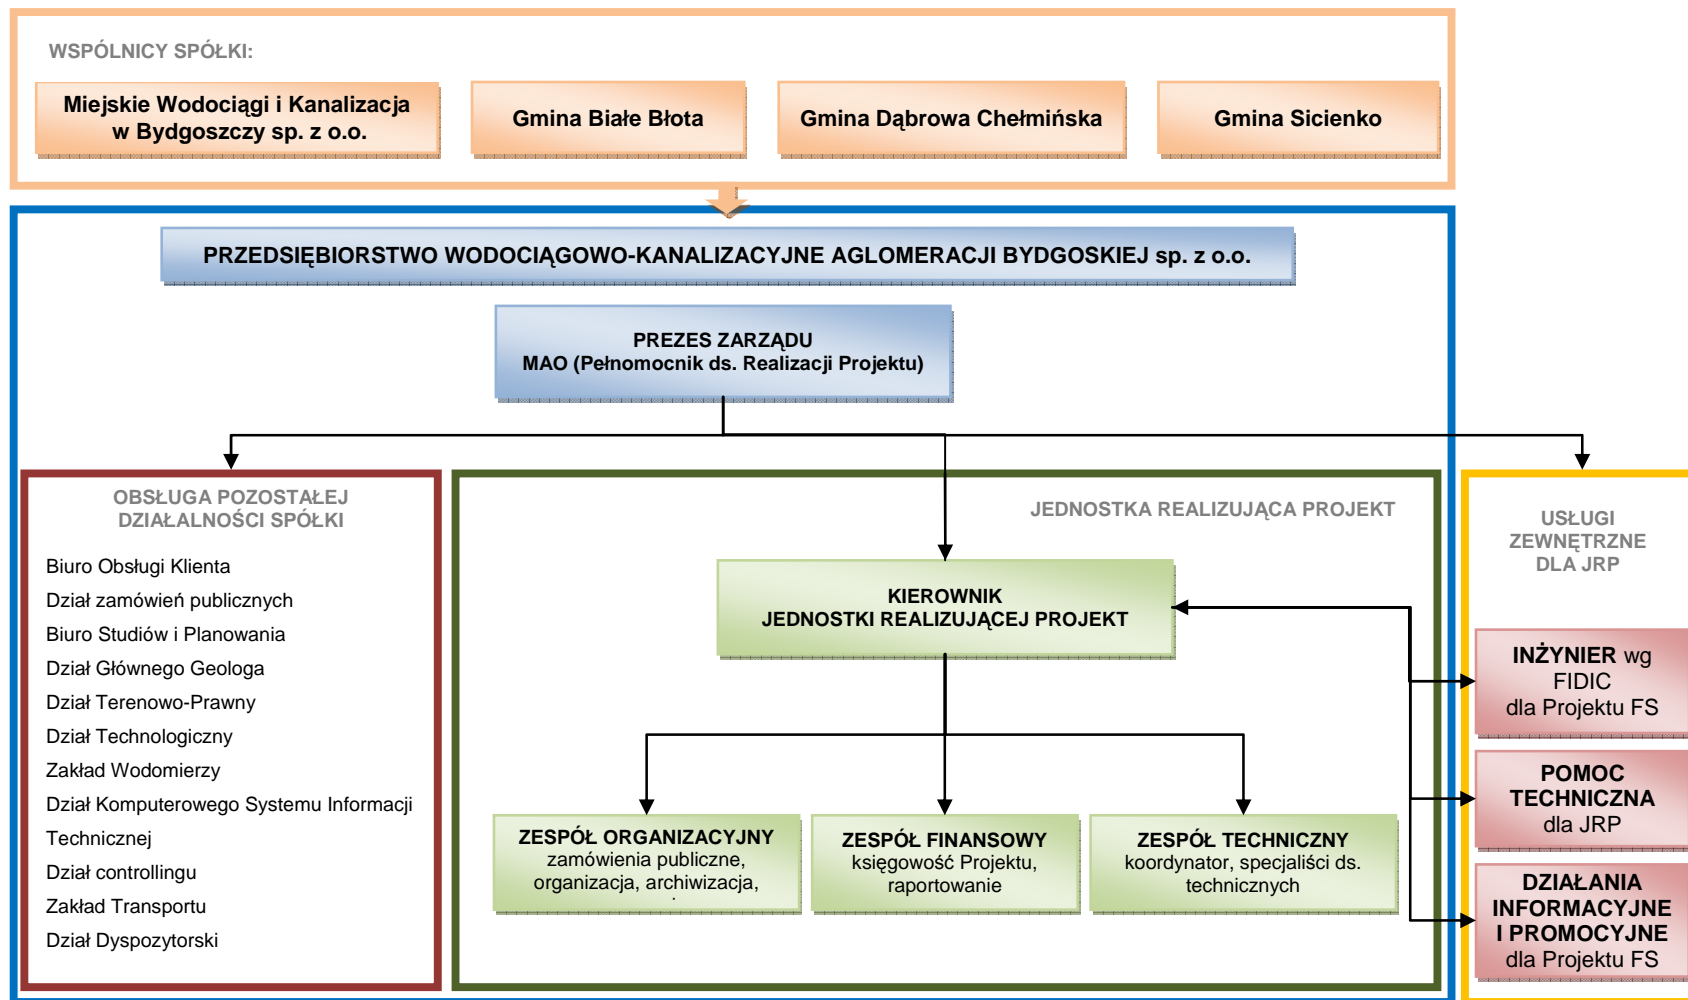 WSPÓLNICY SPÓŁKI:
Miejskie Wodociągi i Kanalizacja
w Bydgoszczy sp. z o.o.
Gmina Białe Błota
Gmina Dąbrowa Chełmińska
Gmina Sicienko
PRZEDSIĘBIORSTWO WODOCIĄGOWO-KANALIZACYJNE AGLOMERACJI BYDGOSKIEJ sp. z o.o.
PREZES ZARZĄDU
MAO (Pełnomocnik ds. Realizacji Projektu)
OBSŁUGA POZOSTAŁEJ
DZIAŁALNOŚCI SPÓŁKI
Biuro Obsługi Klienta
Dział zamówień publicznych
Biuro Studiów i Planowania
Dział Głównego Geologa
Dział Terenowo-Prawny
Dział Technologiczny
Zakład Wodomierzy
Dział Komputerowego Systemu Informacji
Technicznej
Dział controllingu
Zakład Transportu
Dział Dyspozytorski
JEDNOSTKA REALIZUJĄCA PROJEKT
KIEROWNIK
JEDNOSTKI REALIZUJĄCEJ PROJEKT
ZESPÓŁ ORGANIZACYJNY
zamówienia publiczne,
organizacja, archiwizacja,
ZESPÓŁ FINANSOWY
księgowość Projektu,
raportowanie
ZESPÓŁ TECHNICZNY
koordynator, specjaliści ds.
technicznych
USŁUGI
ZEWNĘTRZNE
DLA JRP
INŻYNIER wg
FIDIC
dla Projektu FS
POMOC
TECHNICZNA
dla JRP
DZIAŁANIA
INFORMACYJNE
I PROMOCYJNE
dla Projektu FS